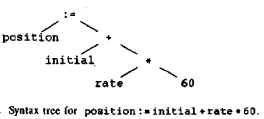 :=
position +
initial *
rate 60
. Syntax tree for position:=initial+rate*60.